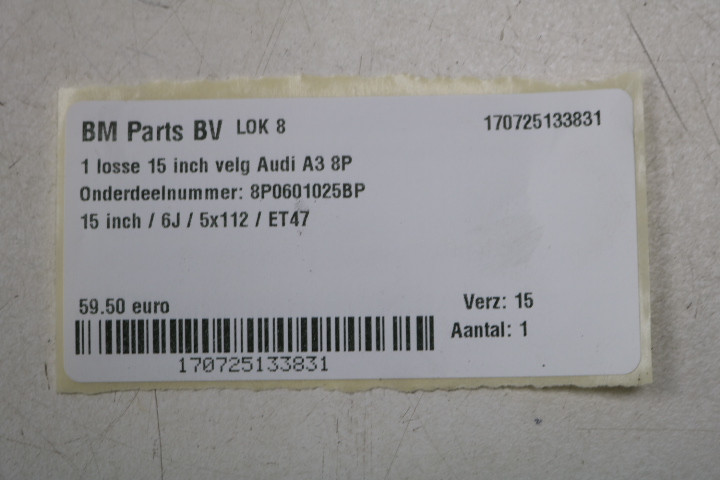 BM Parts BV LOK 8 170725133831
1 losse 15 inch velg Audi A3 8P
Onderdeelnummer: 8P0601025BP
15 inch / 6J / 5x112 / ET47
59.50 euro Verz: 15
Aantal: 1
170725133831